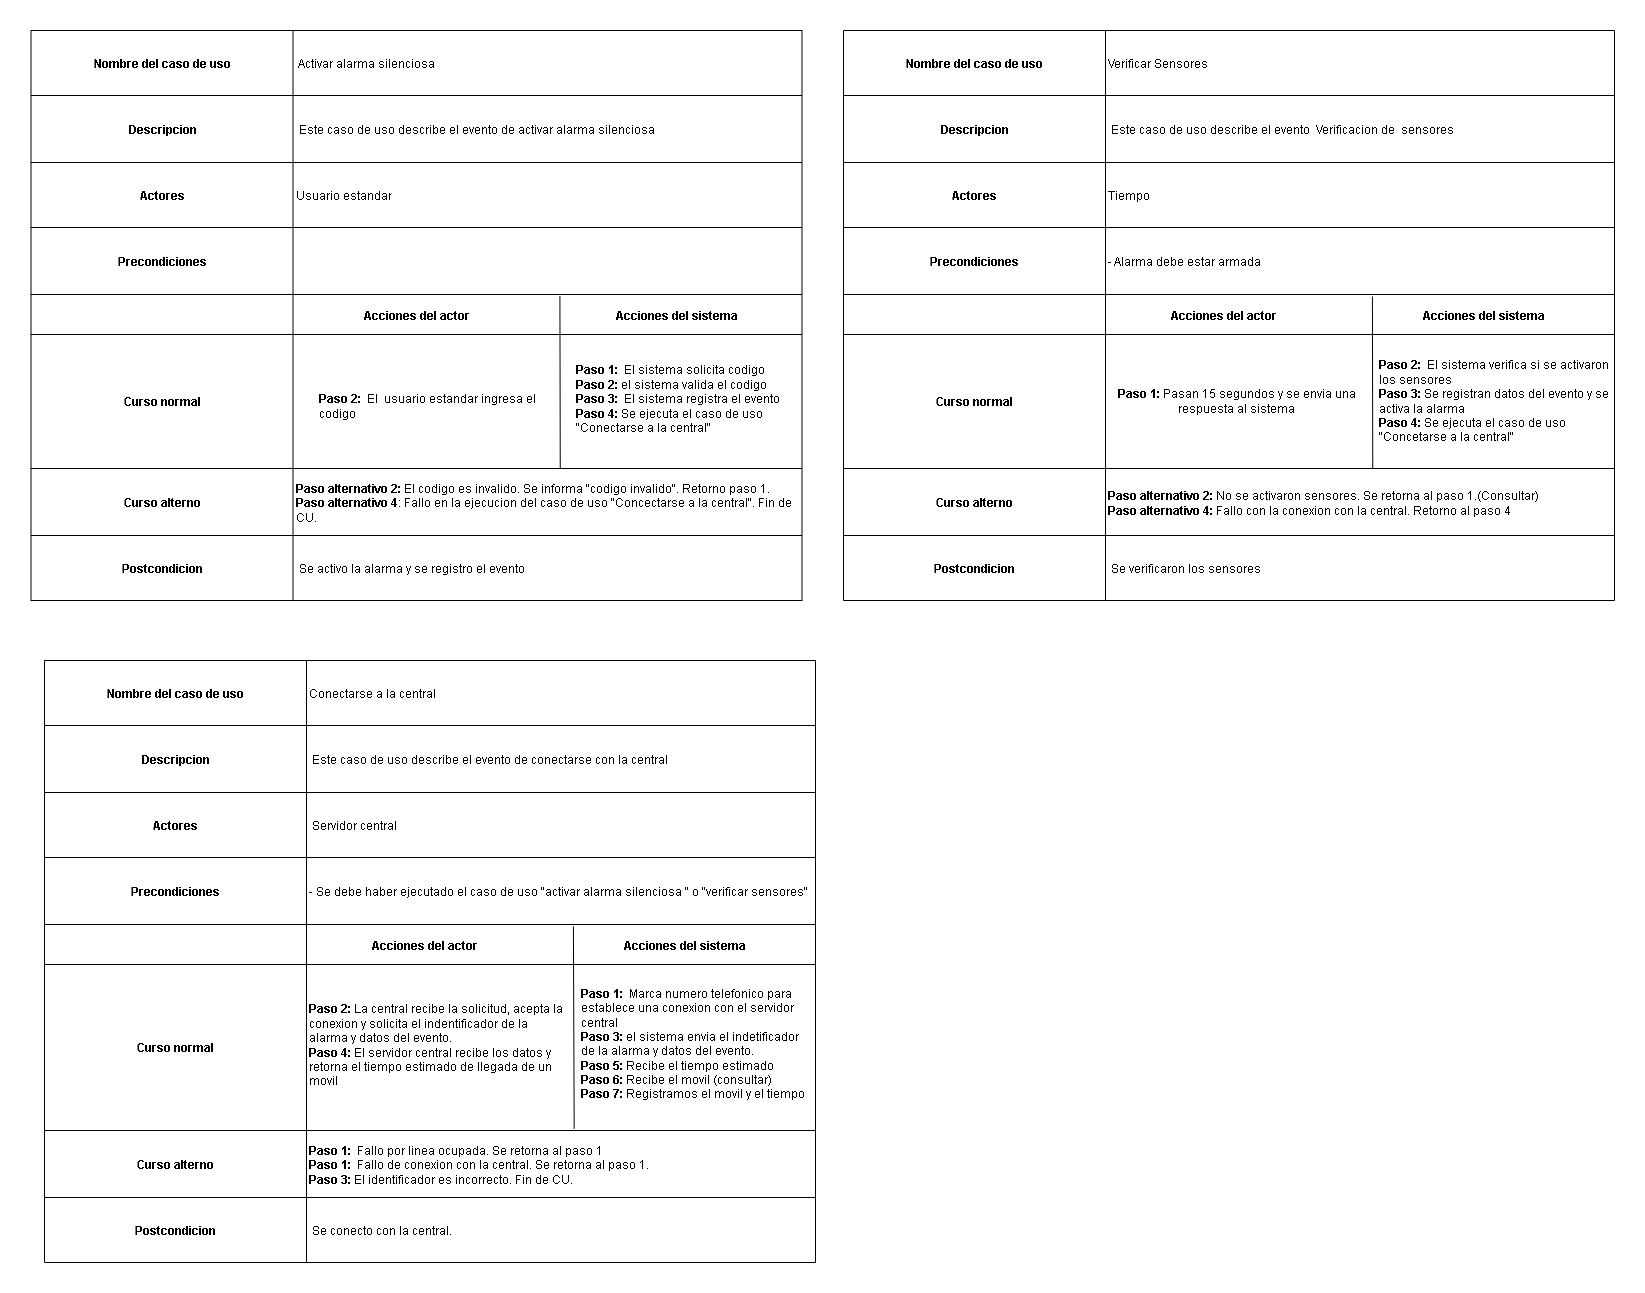 Nombre del caso de uso
Activar alarma silenciosa
Descripcion
Este caso de uso describe el evento de activar alarma silenciosa
Actores
Usuario estandar
Precondiciones
Acciones del actor
Acciones del sistema
Curso normal
Paso 2: El usuario estandar ingresa el
codigo
Paso 1: El sistema solicita codigo
Paso 2: el sistema valida el codigo
Paso 3: El sistema registra el evento
Paso 4: Se ejecuta el caso de uso
"Conectarse a la central"
Curso alterno
Paso alternativo 2: El codigo es invalido. Se informa "codigo invalido". Retorno paso 1.
Paso alternativo 4: Fallo en la ejecucion del caso de uso "Concectarse a la central". Fin de
CU.
Postcondicion
Se activo la alarma y se registro el evento
Nombre del caso de uso
Verificar Sensores
Descripcion
Este caso de uso describe el evento Verificacion de sensores
Actores
Tiempo
Precondiciones
- Alarma debe estar armada
Acciones del actor
Acciones del sistema
Curso normal
Paso 1: Pasan 15 segundos y se envia una
respuesta al sistema
Paso 2: El sistema verifica si se activaron
los sensores
Paso 3: Se registran datos del evento y se
activa la alarma
Paso 4: Se ejecuta el caso de uso
"Concetarse a la central"
Curso alterno
Paso alternativo 2: No se activaron sensores. Se retorna al paso 1.(Consultar)
Paso alternativo 4: Fallo con la conexion con la central. Retorno al paso 4
Postcondicion
Se verificaron los sensores
Nombre del caso de uso
Conectarse a la central
Descripcion
Este caso de uso describe el evento de conectarse con la central
Actores
Servidor central
Precondiciones
- Se debe haber ejecutado el caso de uso "activar alarma silenciosa " o "verificar sensores"
Acciones del actor
Acciones del sistema
Curso normal
Paso 2: La central recibe la solicitud, acepta la
conexion y solicita el indentificador de la
alarma y datos del evento.
Paso 4: El servidor central recibe los datos y
retorna el tiempo estimado de llegada de un
movil
Paso 1: Marca numero telefonico para
establece una conexion con el servidor
central
Paso 3: el sistema envia el indetificador
de la alarma y datos del evento.
Paso 5: Recibe el tiempo estimado
Paso 6: Recibe el movil (consultar)
Paso 7: Registramos el movil y el tiempo
Curso alterno
Paso 1: Fallo por linea ocupada. Se retorna al paso 1
Paso 1: Fallo de conexion con la central. Se retorna al paso 1.
Paso 3: El identificador es incorrecto. Fin de CU.
Postcondicion
Se conecto con la central.